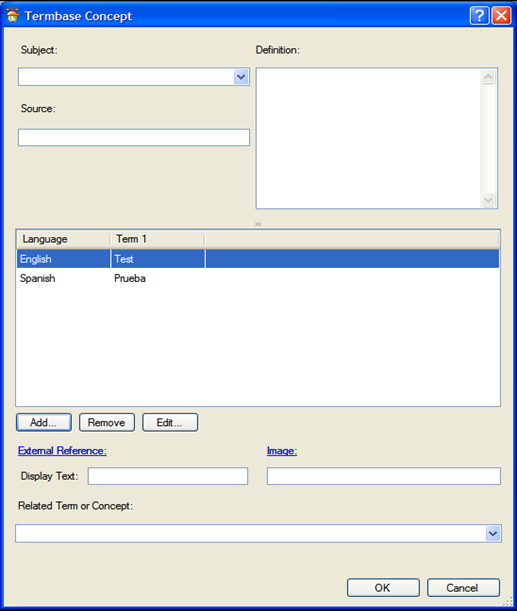 Termbase Concept
Subject:
Definition:
Source:
Language Term 1
English Test
Spanish Prueba
Add... Remove Edit...
External Reference: Image:
Display Text:
Related Term or Concept:
OK Cancel